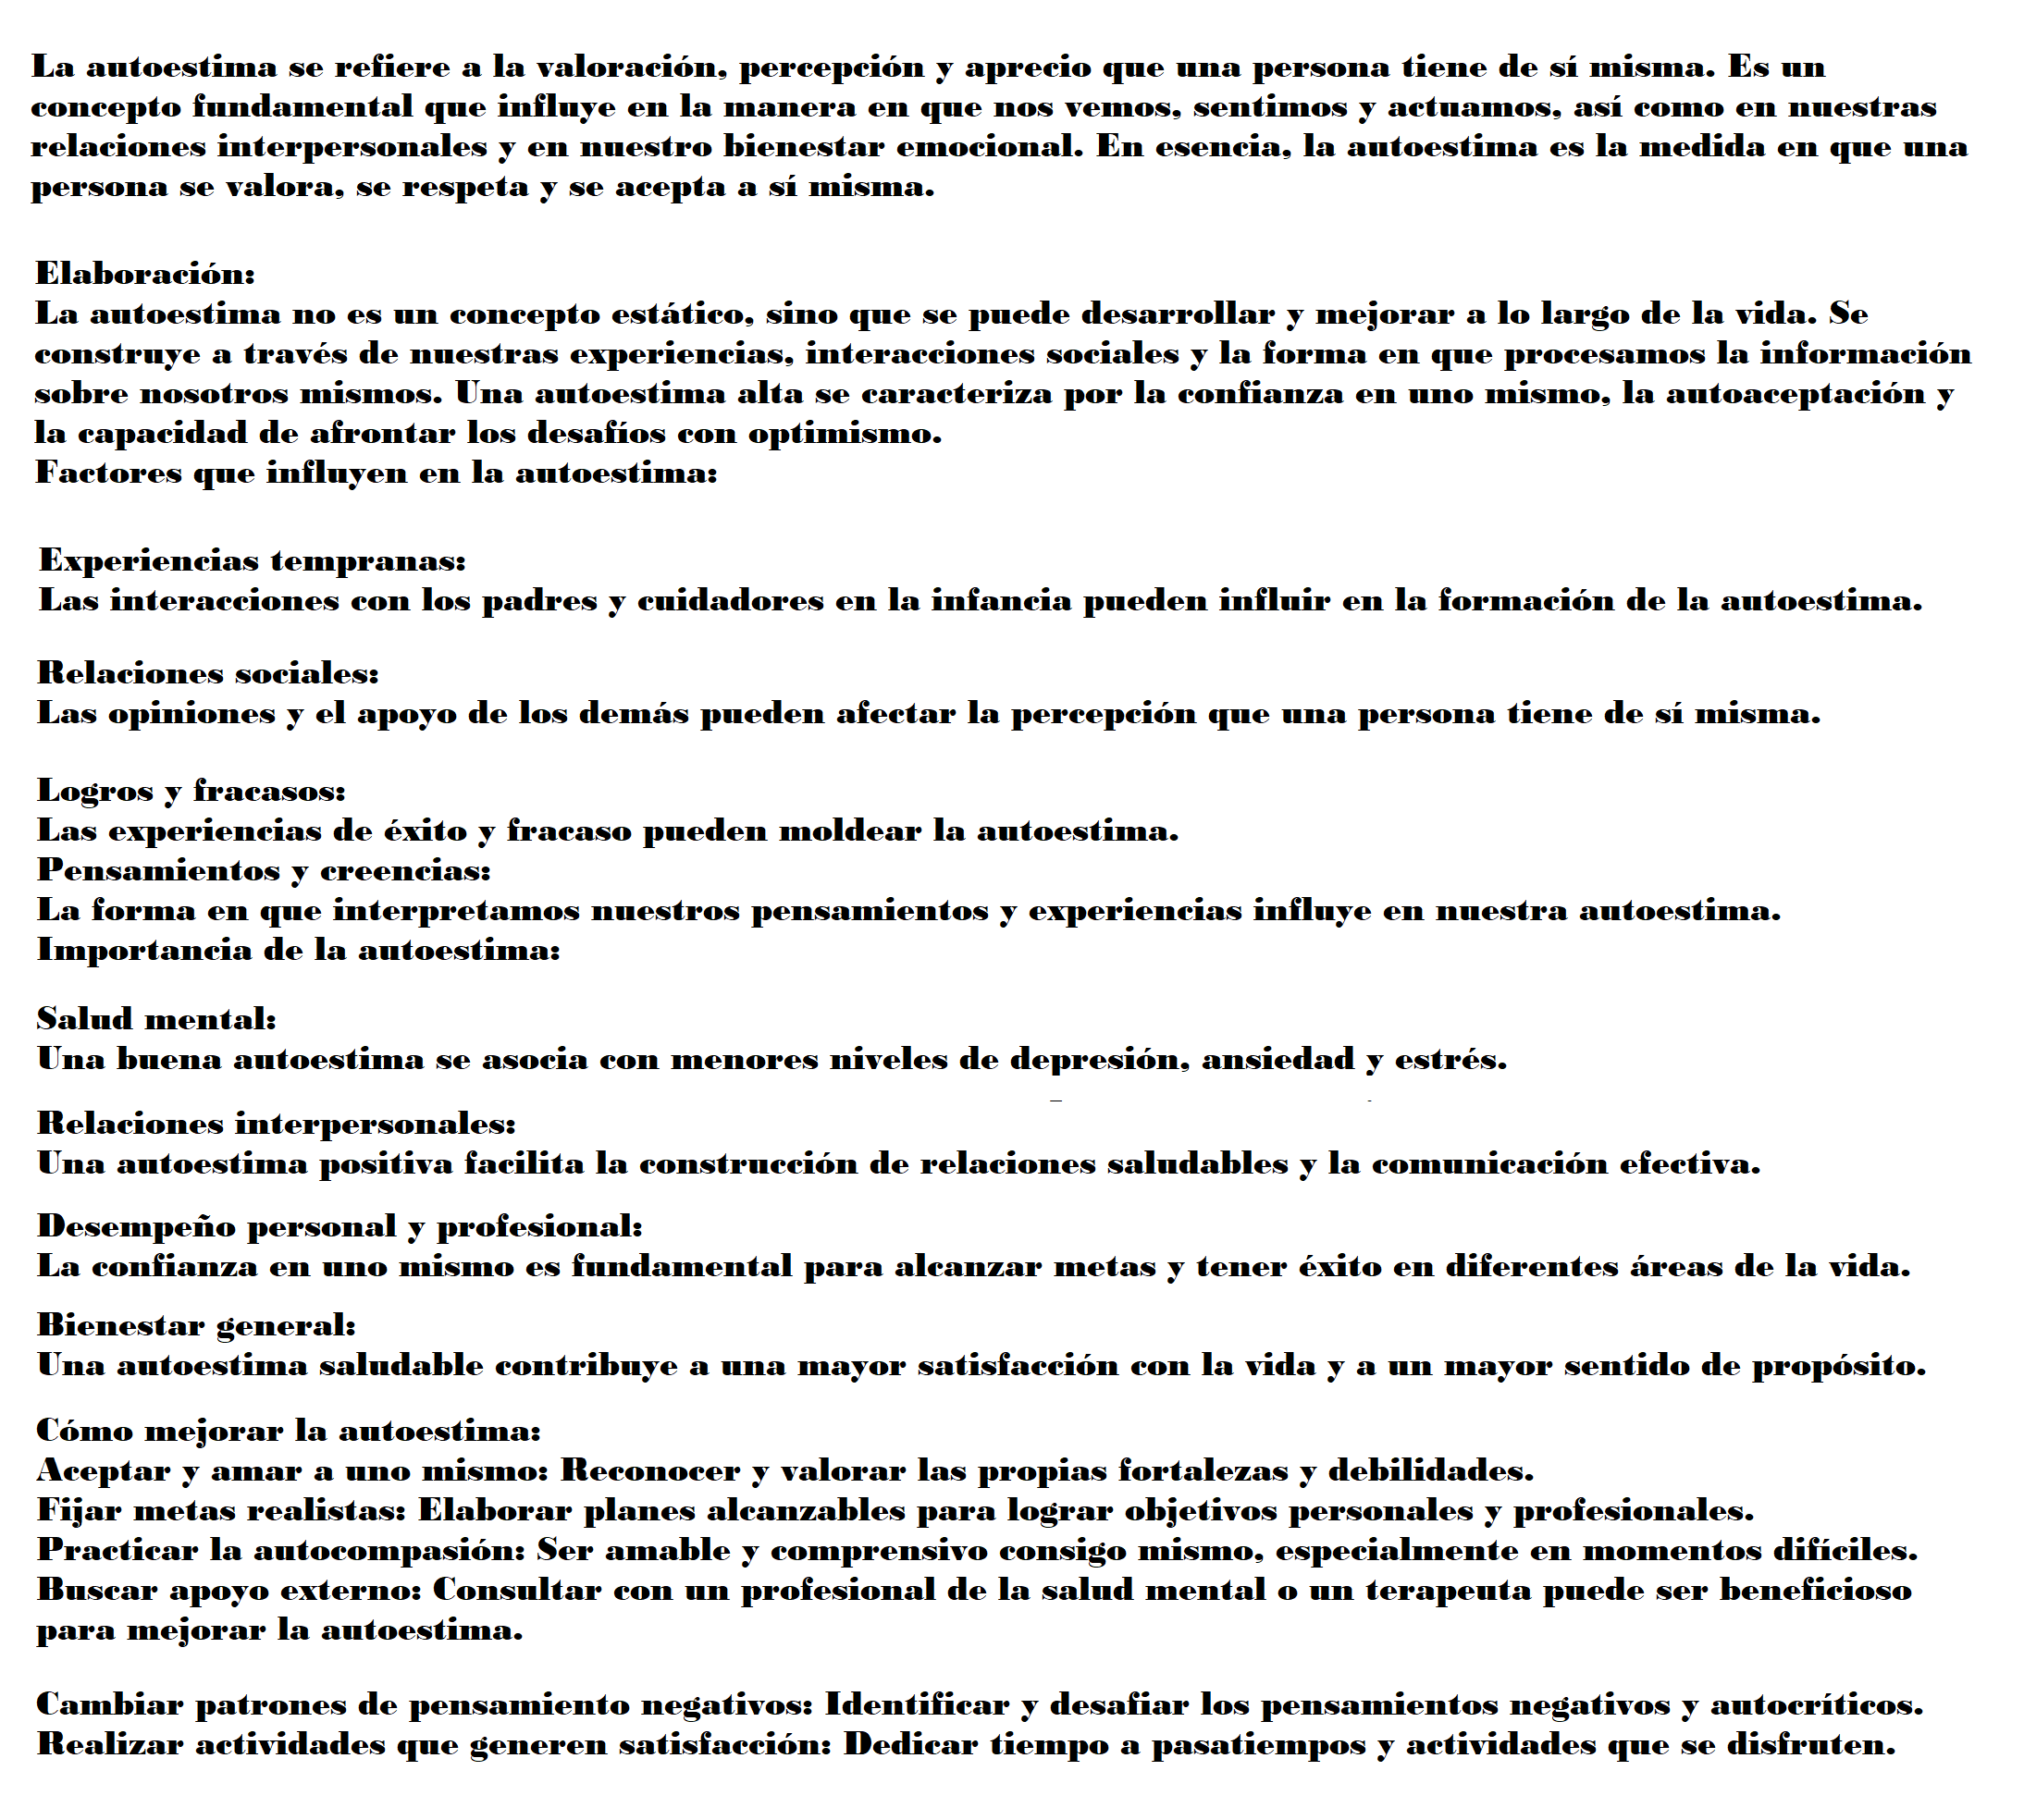 La autoestima se refiere a la valoración, percepción y aprecio que una persona tiene de sí misma. Es un
concepto fundamental que influye en la manera en que nos vemos, sentimos y actuamos, así como en nuestras
relaciones interpersonales y en nuestro bienestar emocional. En esencia, la autoestima es la medida en que una
persona se valora, se respeta y se acepta a sí misma.
Elaboración:
La autoestima no es un concepto estático, sino que se puede desarrollar y mejorar a lo largo de la vida. Se
construye a través de nuestras experiencias, interacciones sociales y la forma en que procesamos la información
sobre nosotros mismos. Una autoestima alta se caracteriza por la confianza en uno mismo, la autoaceptación y
la capacidad de afrontar los desafíos con optimismo.
Factores que influyen en la autoestima:
Experiencias tempranas:
Las interacciones con los padres y cuidadores en la infancia pueden influir en la formación de la autoestima.
Relaciones sociales:
Las opiniones y el apoyo de los demás pueden afectar la percepción que una persona tiene de sí misma.
Logros y fracasos:
Las experiencias de éxito y fracaso pueden moldear la autoestima.
Pensamientos y creencias:
La forma en que interpretamos nuestros pensamientos y experiencias influye en nuestra autoestima.
Importancia de la autoestima:
Salud mental:
Una buena autoestima se asocia con menores niveles de depresión, ansiedad y estrés.
Relaciones interpersonales:
Una autoestima positiva facilita la construcción de relaciones saludables y la comunicación efectiva.
Desempeño personal y profesional:
La confianza en uno mismo es fundamental para alcanzar metas y tener éxito en diferentes áreas de la vida.
Bienestar general:
Una autoestima saludable contribuye a una mayor satisfacción con la vida y a un mayor sentido de propósito.
Cómo mejorar la autoestima:
Aceptar y amar a uno mismo: Reconocer y valorar las propias fortalezas y debilidades.
Fijar metas realistas: Elaborar planes alcanzables para lograr objetivos personales y profesionales.
Practicar la autocompasión: Ser amable y comprensivo consigo mismo, especialmente en momentos difíciles.
Buscar apoyo externo: Consultar con un profesional de la salud mental o un terapeuta puede ser beneficioso
para mejorar la autoestima.
Cambiar patrones de pensamiento negativos: Identificar y desafiar los pensamientos negativos y autocríticos.
Realizar actividades que generen satisfacción: Dedicar tiempo a pasatiempos y actividades que se disfruten.